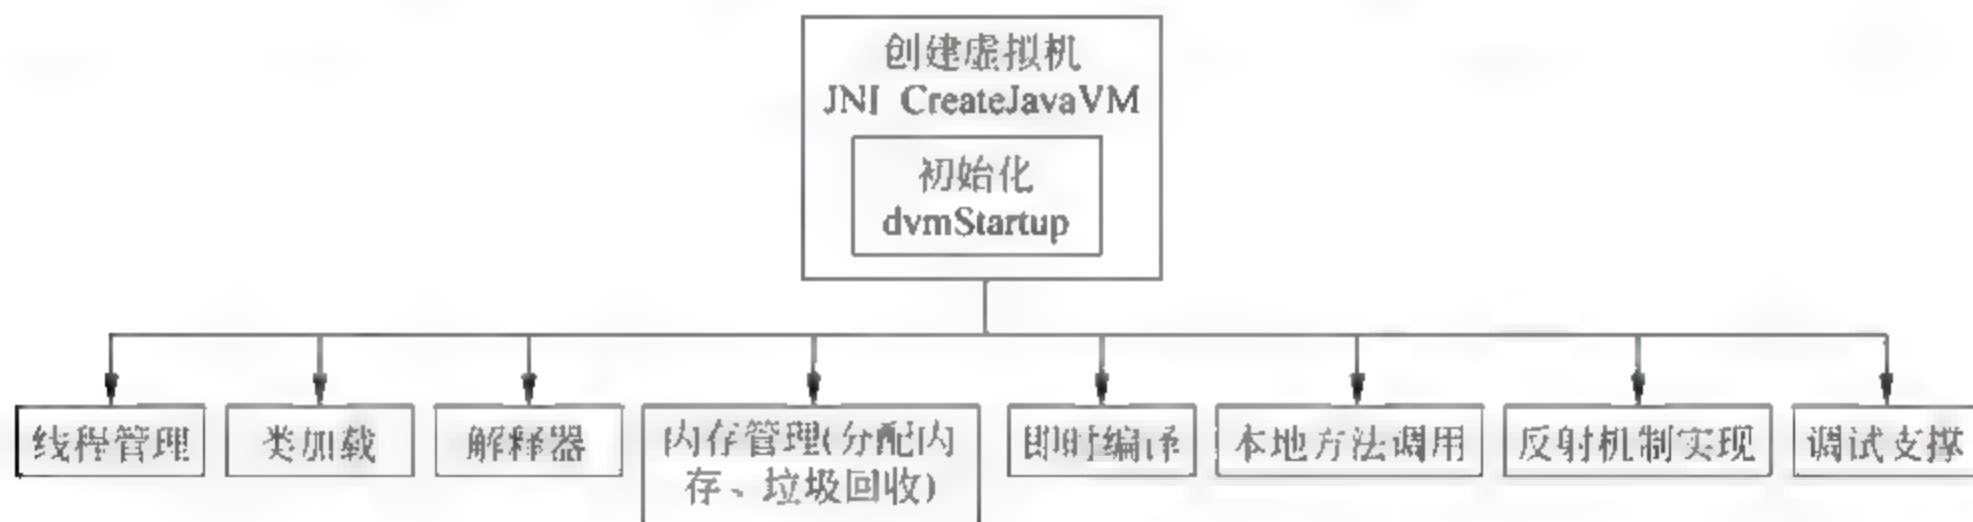 创建虚拟机
JNI CreateJavaVM
初始化
dvmStartup
线程管理
类加载
解释器
内存管理(分配内
存、垃圾回收)
即时编译
本地方法调用
反射机制实现
调试支撑